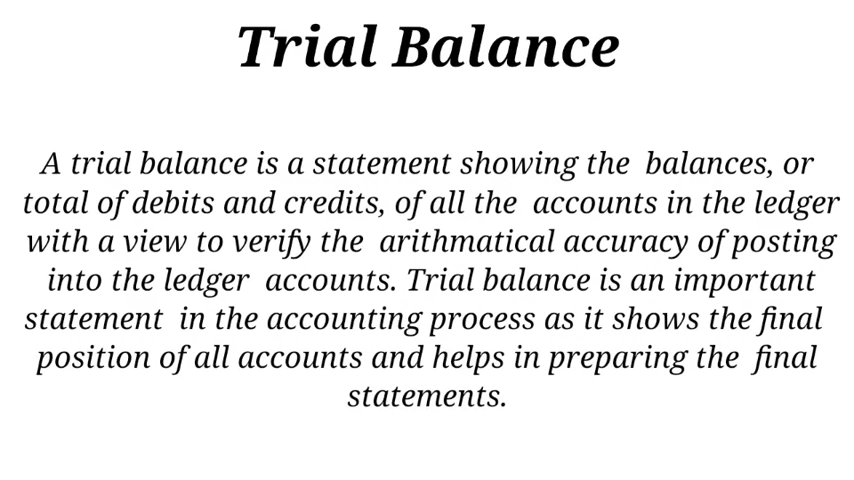 Trial Balance
A trial balance is a statement showing the balances, or
total of debits and credits, of all the accounts in the ledger
with a view to verify the arithmatical accuracy of posting
into the ledger accounts. Trial balance is an important
statement in the accounting process as it shows the final
position of all accounts and helps in preparing the final
statements.